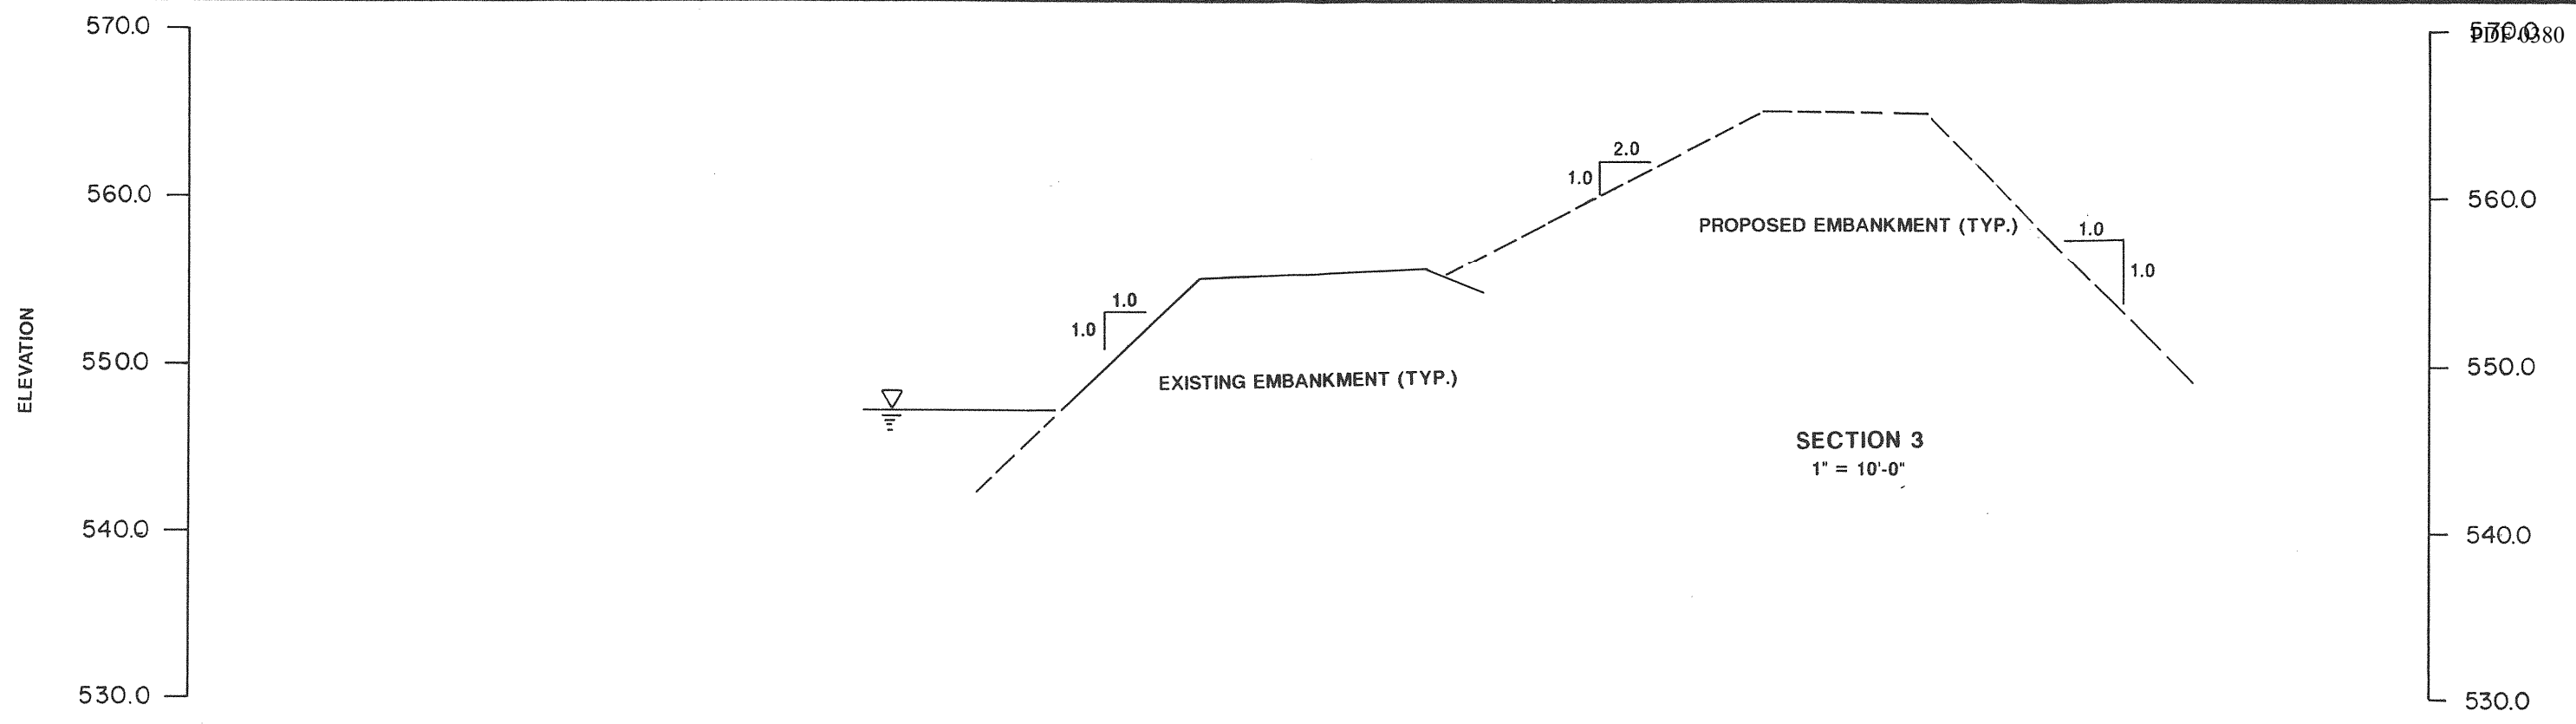 570.0
560.0
550.0
540.0
530.0
ELEVATION
1.0
1.0
EXISTING EMBANKMENT (TYP.)
2.0
1.0
PROPOSED EMBANKMENT (TYP.)
1.0
1.0
SECTION 3
1" = 10'-0"
570.0
PDF 0380
560.0
550.0
540.0
530.0